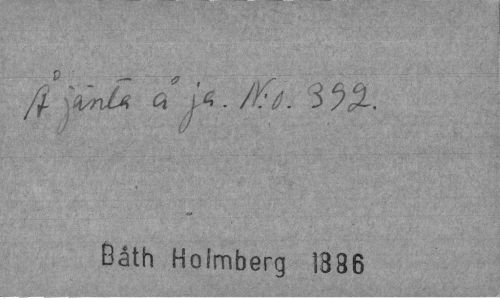 Å jänta å ja. N:o. 392.
Båth Holmberg 1886